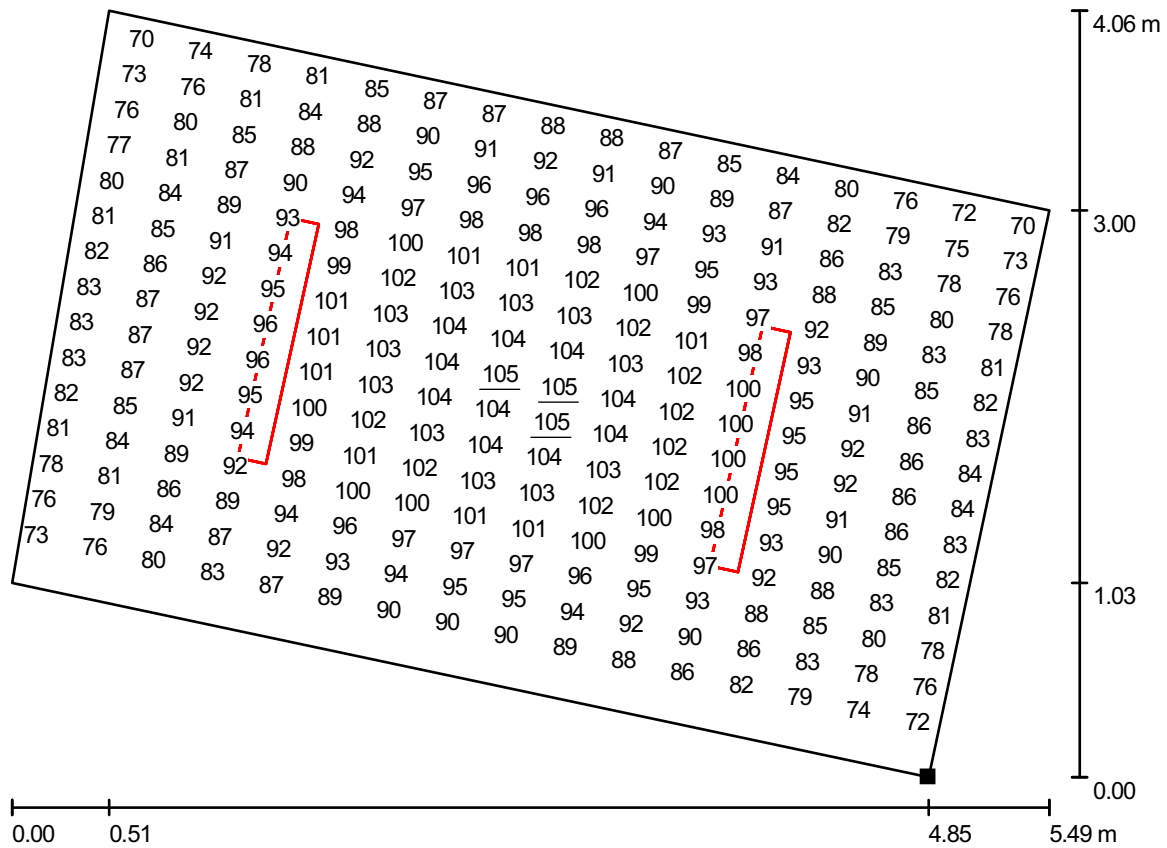 4.06 m
70 74 78 81 85 87 87 88 88 87 85 84 80 76 72 70
73 76 81 84 88 90 91 92 91 90 89 87 82 79 75 73
76 80 85 88 92 95 96 96 96 94 93 91 86 83 78 76
77 81 87 90 94 97 98 98 98 97 95 93 88 85 80 78
80 84 89 93 98 100 101 101 102 100 99 97 92 89 83 81
81 85 91 94 99 102 103 103 103 102 101 98 93 90 85 82
82 86 92 95 101 103 104 104 104 103 102 100 95 91 86 83
83 87 92 96 101 103 104 105 105 104 102 100 95 92 86 84
83 87 92 96 101 103 104 104 105 104 102 100 95 92 86 84
83 87 92 95 100 102 103 104 104 103 102 100 95 91 86 83
82 85 91 94 99 101 102 103 103 102 100 98 93 90 85 82
81 84 89 92 98 100 100 101 101 100 99 97 92 88 83 81
78 81 86 89 94 96 97 97 97 96 95 93 88 85 80 78
76 79 84 87 92 93 94 95 95 94 92 90 86 83 78 76
73 76 80 83 87 89 90 90 90 89 88 86 82 79 74 72
3.00
1.03
0.00
0.00 0.51 4.85 5.49 m